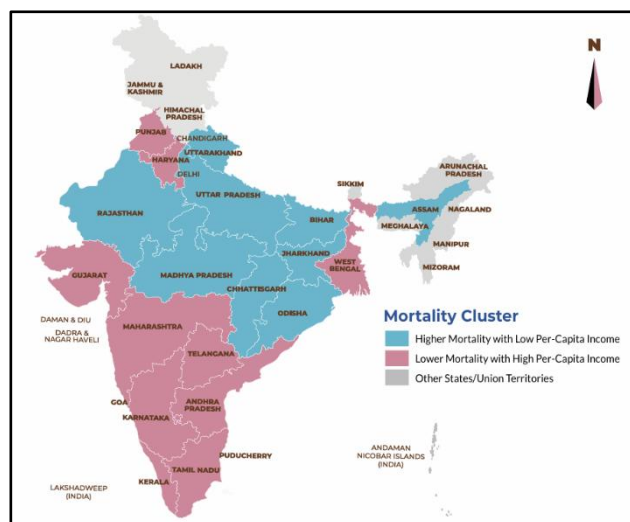 N
LADAKH
JAMMU &
KASHMIR
HIMACHAL
PRADESH
PUNJAB
CHANDIGARH
UTTARAKHAND
HARYANA
DELHI
ARUNACHAL
PRADESH
SIKKIM
UTTAR PRADESH
RAJASTHAN
ASSAM
NAGALAND
BIHAR
MEGHALAYA
MANIPUR
JHARKHAND
WEST
BENGAL
MIZORAM
GUJARAT
MADHYA PRADESH
CHHATTISGARH
ODISHA
DAMAN & DIU
DADRA &
NAGAR HAVELI
MAHARASHTRA
TELANGANA
Mortality Cluster
Higher Mortality with Low Per-Capita Income
Lower Mortality with High Per-Capita Income
Other States/Union Territories
GOA
KARNATAKA
ANDHRA
PRADESH
PUDUCHERRY
ANDAMAN
NICOBAR ISLANDS
(INDIA)
TAMIL NADU
KERALA
LAKSHADWEEP
(INDIA)